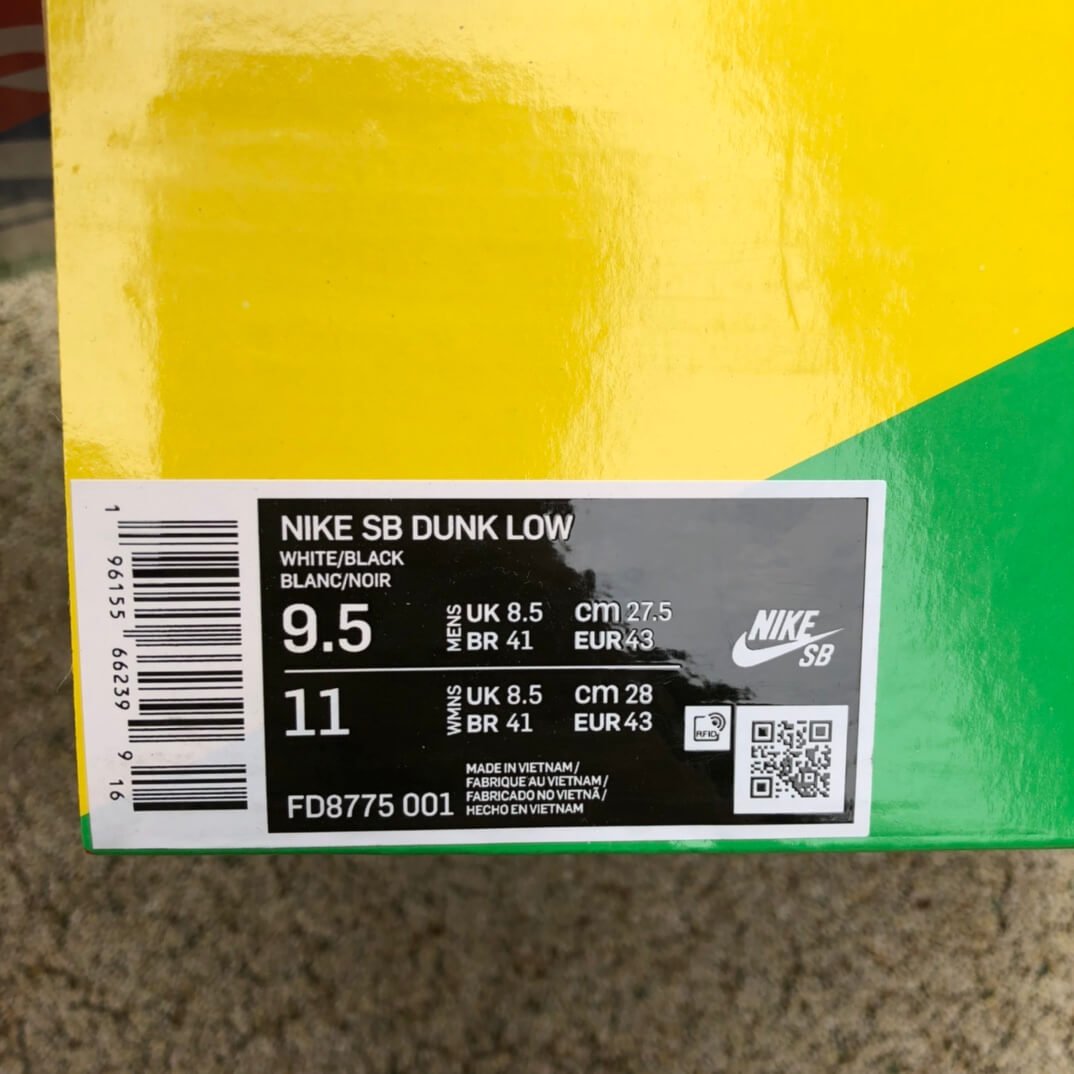 1 96155 66239 9 16
NIKE SB DUNK LOW
WHITE/BLACK
BLANC/NOIR
9.5
MENS
UK 8.5 cm 27.5
BR 41 EUR 43
11
WMNS
UK 8.5 cm 28
BR 41 EUR 43
FD8775 001
MADE IN VIETNAM /
FABRIQUE AU VIETNAM /
FABRICADO NO VIETNÃ /
HECHO EN VIETNAM
NIKE
SB
RFID